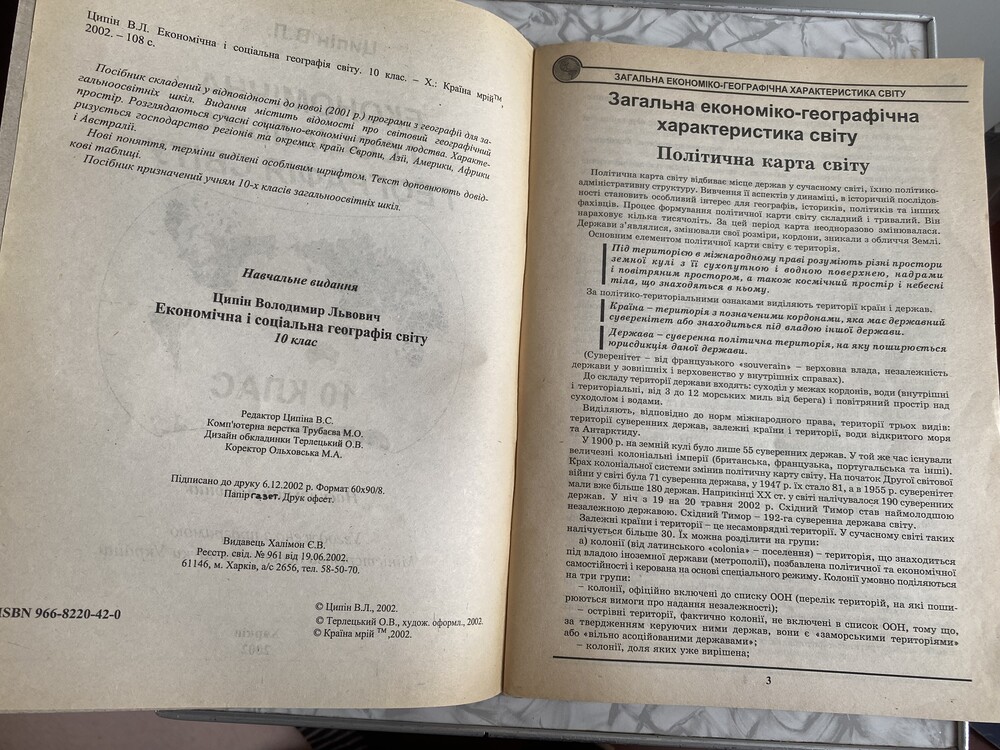 Ципін В.Л. Економічна і соціальна географія світу. 10 клас. – Х.: Країна мрій™,
2002. – 108 с.
Посібник складений у відповідності до нової (2001 р.) програми з географії для за-
гальноосвітніх шкіл. Видання містить відомості про світовий географічний
простір. Розглядаються сучасні социально-економічні проблеми людства. Характе-
ризується господарство регіонів та окремих країн Європи, Азії, Америки, Африки
і Австралії.
Нові поняття, терміни виділені особливим шрифтом. Текст доповнюють довід-
кові таблиці.
Посібник призначений учням 10-х класів загальноосвітніх шкіл.
Навчальне видання
Ципін Володимир Львович
Економічна і соціальна географія світу
10 клас
Редактор Ципіна В.С.
Комп'ютерна верстка Трубаєва М.О.
Дизайн обкладинки Терлецький О.В.
Коректор Ольховська М.А.
Підписано до друку 6.12.2002 р. Формат 60х90/8.
Папір газет. Друк офсет.
Видавець Халімон Є.В.
Реєстр. свід. № 961 від 19.06.2002.
61146, м. Харків, а/с 2656, тел. 58-50-70.
ISBN 966-8220-42-0
© Ципін В.Л., 2002.
© Терлецький О.В., худож. оформл., 2002.
© Країна мрій ™,2002.
ЗАГАЛЬНА ЕКОНОМІКО-ГЕОГРАФІЧНА ХАРАКТЕРИСТИКА СВІТУ
Загальна економіко-географічна
характеристика світу
Політична карта світу
Політична карта світу відбиває місце держав у сучасному світі, їхню політико-
адміністративну структуру. Вивчення її аспектів у динаміці, в історичній послідов-
ності становить особливий інтерес для географів, істориків, політиків та інших
фахівців. Процес формування політичної карти світу складний і тривалий. Він
нараховує кілька тисячоліть. За цей період карта неодноразово змінювалася.
Держави з'являлися, змінювали свої розміри, кордони, зникали з обличчя Землі.
Основним елементом політичної карти світу є територія.
Під територією в міжнародному праві розуміють різні простори
земної кулі з її сухопутною і водною поверхнею, надрами
і повітряним простором, а також космічний простір і небесні
тіла, що знаходяться в ньому.
За політико-територіальними ознаками виділяють території країн і держав.
Країна – територія з позначеними кордонами, яка має державний
суверенітет або знаходиться під владою іншої держави.
Держава – суверенна політична територія, на яку поширюється
юрисдикція даної держави.
(Суверенітет – від французького «souverain» – верховна влада, незалежність
держави у зовнішніх і верховенство у внутрішніх справах).
До складу території держави входять: суходіл у межах кордонів, води (внутрішні
і територіальні, від 3 до 12 морських миль від берега) і повітряний простір над
суходолом і водами.
Виділяють, відповідно до норм міжнародного права, території трьох видів:
території суверенних держав, залежні країни і території, води відкритого моря
та Антарктиду.
У 1900 р. на земній кулі було лише 55 суверенних держав. У той же час існували
величезні колоніальні імперії (британська, французька, португальська та інші).
Крах колоніальної системи змінив політичну карту світу. На початок Другої світової
війни у світі була 71 суверенна держава, у 1947 р. їх стало 81, а в 1955 р. суверенітет
мали вже більше 180 держав. Наприкінці XX ст. у світі налічувалося 190 суверенних
держав. У ніч з 19 на 20 травня 2002 р. Східний Тимор став наймолодшою
незалежною державою. Східний Тимор – 192-га суверенна держава світу.
Залежні країни і території – це несамоврядні території. У сучасному світі таких
налічується більше 30. Їх можна розділити на групи:
а) колонії (від латинського «colonia» – поселення) – територія, що знаходиться
під владою іноземної держави (метрополії), позбавлена політичної та економічної
самостійності і керована на основі спеціального режиму. Колонії умовно поділяються
на три групи:
– колонії, офіційно включені до списку ООН (перелік територій, на які поши-
рюються вимоги про надання незалежності);
– острівні території, фактично колонії, не включені в список ООН, тому що,
за твердженням керуючих ними держав, вони є «заморськими територіями»
або «вільно асоційованими державами»;
– колонії, доля яких уже вирішена;
3